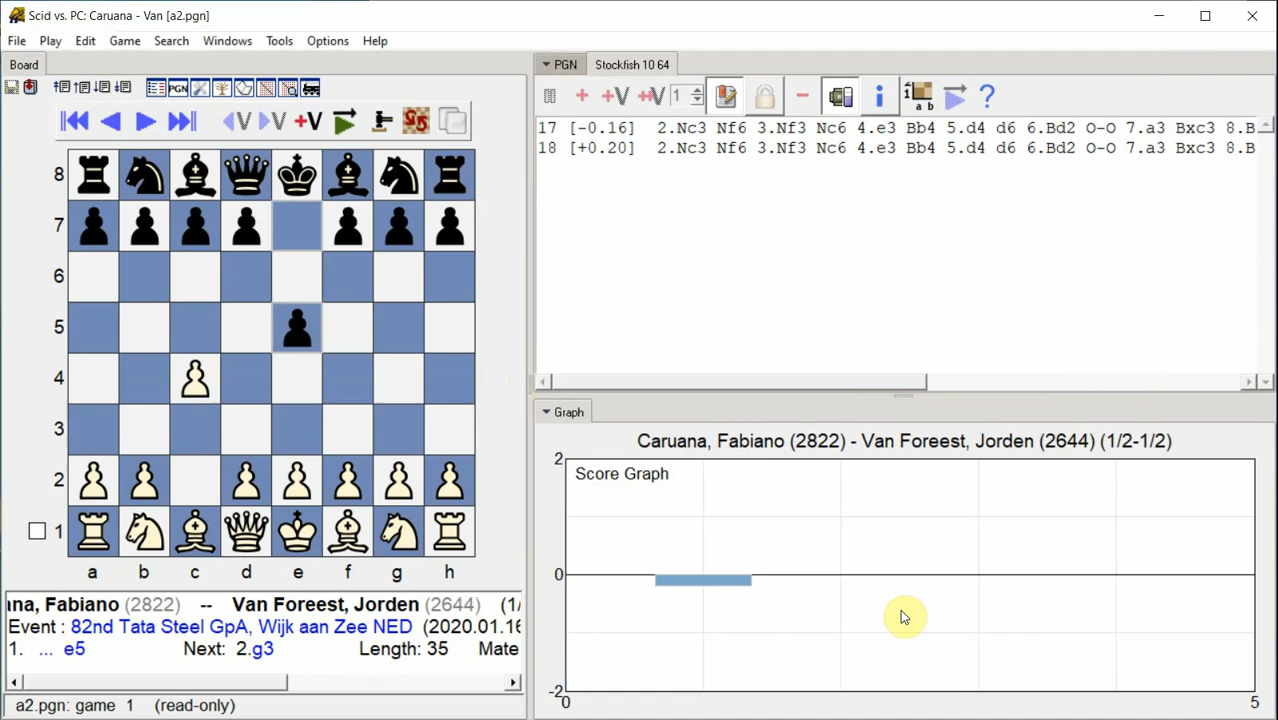 Scid vs. PC: Caruana - Van [a2.pgn]
File Play Edit Game Search Windows Tools Options Help
Board
PGN Stockfish 10 64
PGN
+V
1
a b
?
V V +V
17 [-0.16] 2.Nc3 Nf6 3.Nf3 Nc6 4.e3 Bb4 5.d4 d6 6.Bd2 O-O 7.a3 Bxc3 8.B
18 [+0.20] 2.Nc3 Nf6 3.Nf3 Nc6 4.e3 Bb4 5.d4 d6 6.Bd2 O-O 7.a3 Bxc3 8.B
8
7
6
5
4
3
2
1
a b c d e f g h
Graph
Caruana, Fabiano (2822) - Van Foreest, Jorden (2644) (1/2-1/2)
2
Score Graph
0
-2
0 5
ana, Fabiano (2822) -- Van Foreest, Jorden (2644) (1/
Event : 82nd Tata Steel GpA, Wijk aan Zee NED (2020.01.16
1. ... e5 Next: 2.g3 Length: 35 Mate
a2.pgn: game 1 (read-only)